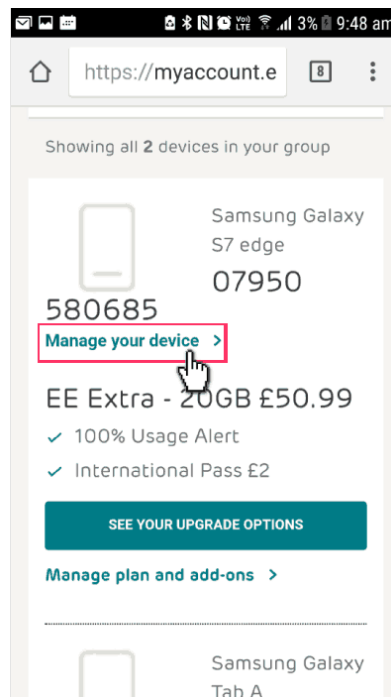 VoLTE 3% 9:48 am
https://myaccount.e 8
Showing all 2 devices in your group
Samsung Galaxy
S7 edge
07950
580685
Manage your device >
EE Extra - 20GB £50.99
100% Usage Alert
International Pass £2
SEE YOUR UPGRADE OPTIONS
Manage plan and add-ons >
Samsung Galaxy
Tab A